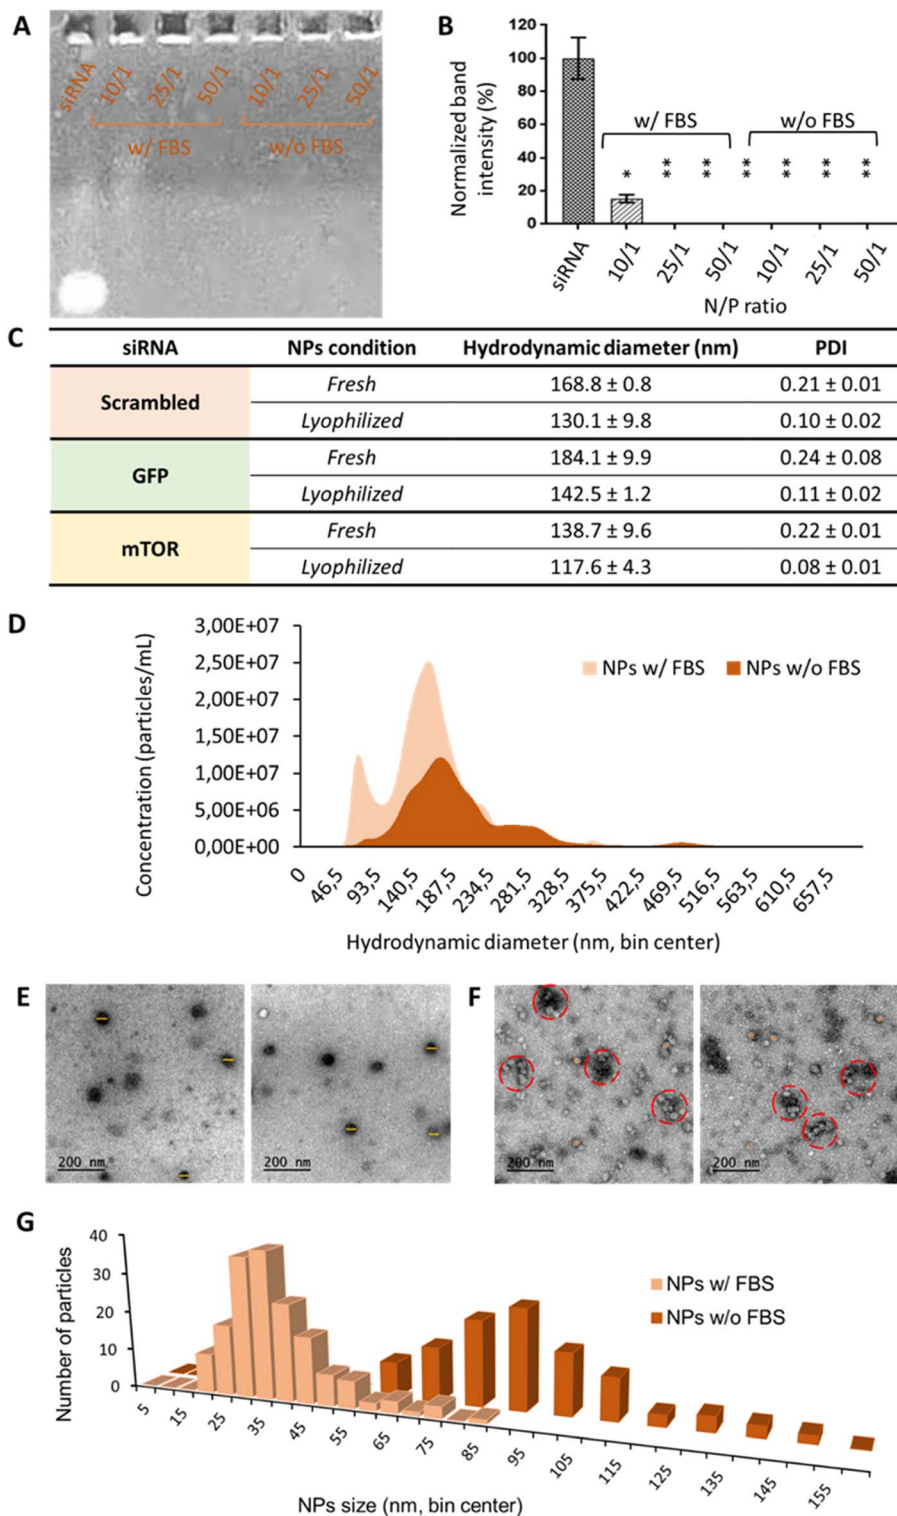 A
siRNA
10/1
25/1
50/1
10/1
25/1
50/1
w/ FBS
w/o FBS
B
Normalized band
intensity (%)
120
100
80
60
40
20
0
w/ FBS
w/o FBS
* ** ** ** ** ** **
siRNA
10/1
25/1
50/1
10/1
25/1
50/1
N/P ratio
C
siRNA NPs condition Hydrodynamic diameter (nm) PDI
Scrambled
Fresh 168.8 ± 0.8 0.21 ± 0.01
Lyophilized 130.1 ± 9.8 0.10 ± 0.02
GFP
Fresh 184.1 ± 9.9 0.24 ± 0.08
Lyophilized 142.5 ± 1.2 0.11 ± 0.02
mTOR
Fresh 138.7 ± 9.6 0.22 ± 0.01
Lyophilized 117.6 ± 4.3 0.08 ± 0.01
D
Concentration (particles/mL)
3,00E+07
2,50E+07
2,00E+07
1,50E+07
1,00E+07
5,00E+06
0,00E+00
NPs w/ FBS
NPs w/o FBS
0
46,5
93,5
140,5
187,5
234,5
281,5
328,5
375,5
422,5
469,5
516,5
563,5
610,5
657,5
Hydrodynamic diameter (nm, bin center)
E
200 nm
200 nm
F
200 nm
200 nm
G
Number of particles
40
30
20
10
0
NPs w/ FBS
NPs w/o FBS
5
15
25
35
45
55
65
75
85
95
105
115
125
135
145
155
NPs size (nm, bin center)